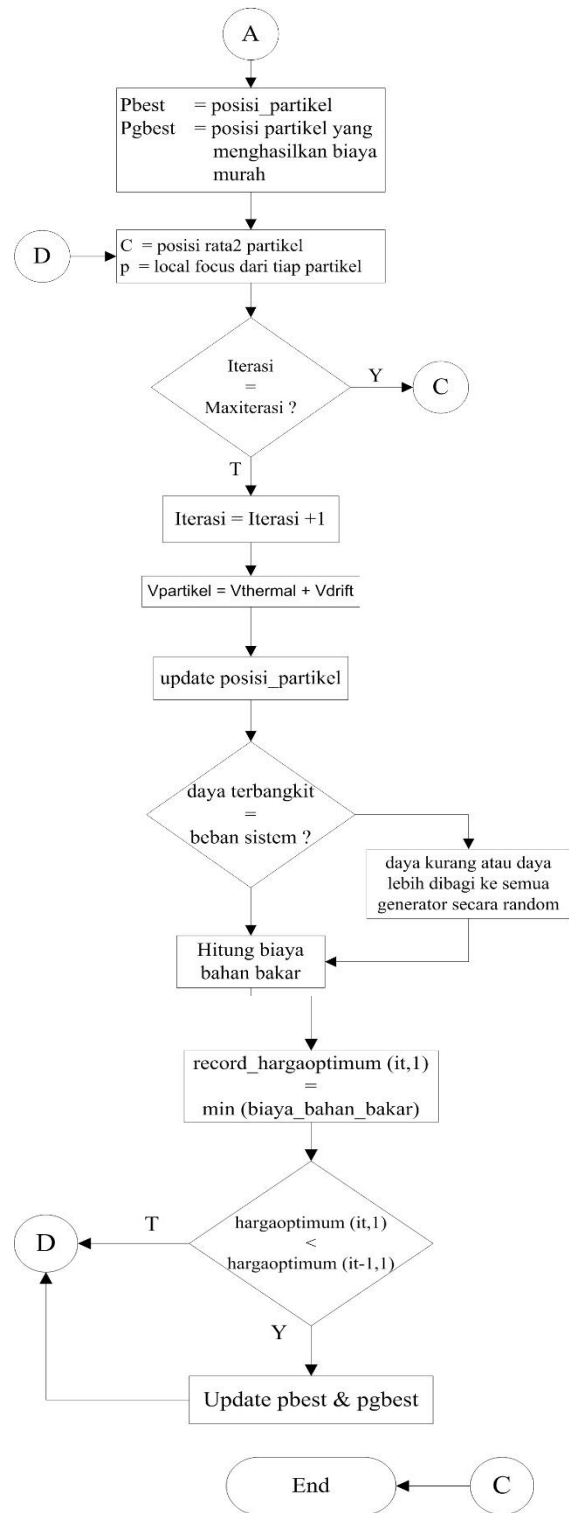 A
Pbest = posisi_partikel
Pgbest = posisi partikel yang
menghasilkan biaya
murah
D
C = posisi rata2 partikel
p = local focus dari tiap partikel
Iterasi
=
Maxiterasi ?
Y
C
T
Iterasi = Iterasi +1
Vpartikel = Vthermal + Vdrift
update posisi_partikel
daya terbangkit
=
beban sistem ?
daya kurang atau daya
lebih dibagi ke semua
generator secara random
Hitung biaya
bahan bakar
record_hargaoptimum (it,1)
=
min (biaya_bahan_bakar)
D
T
hargaoptimum (it,1)
<
hargaoptimum (it-1,1)
Y
Update pbest & pgbest
End
C